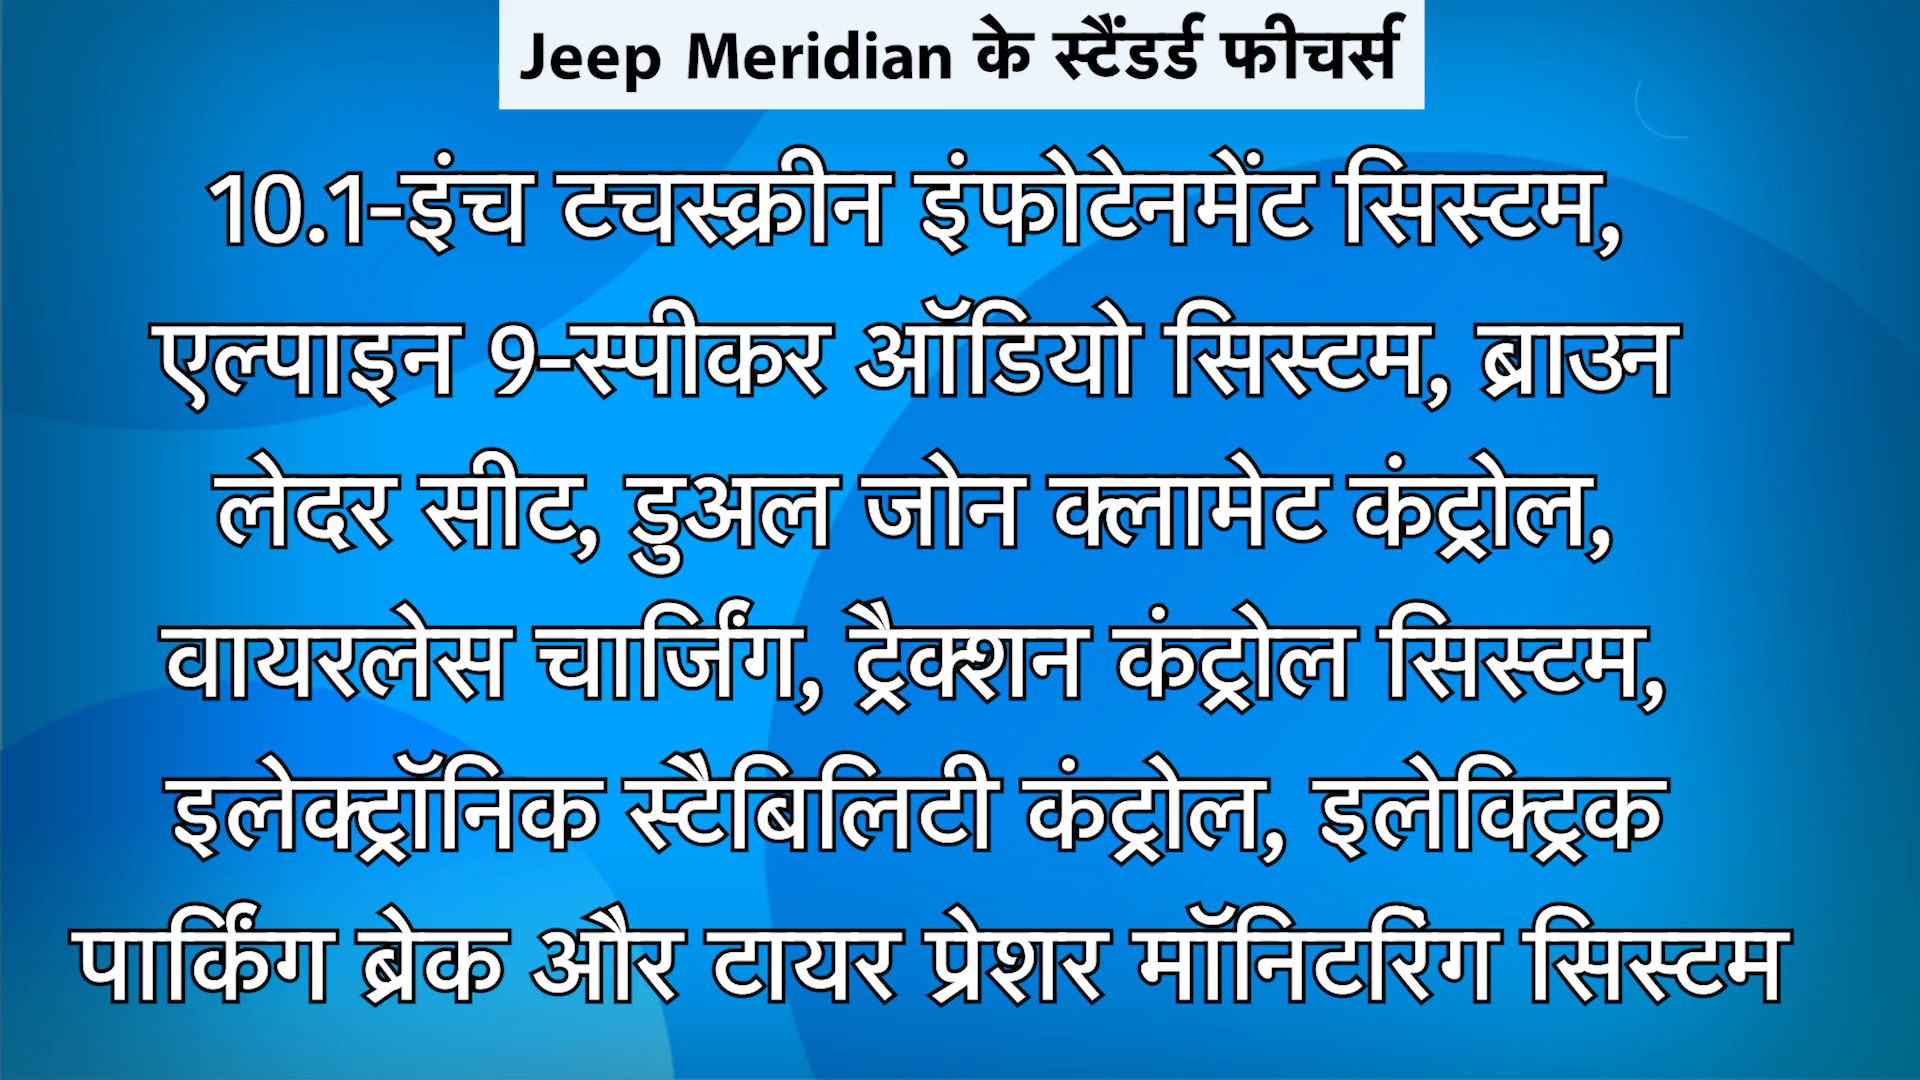 Jeep Meridian के स्टैंडर्ड फीचर्स
10.1-इंच टचस्क्रीन इंफोटेनमेंट सिस्टम,
एल्पाइन 9-स्पीकर ऑडियो सिस्टम, ब्राउन
लेदर सीट, डुअल जोन क्लामेट कंट्रोल,
वायरलेस चार्जिंग, ट्रैक्शन कंट्रोल सिस्टम,
इलेक्ट्रॉनिक स्टैबिलिटी कंट्रोल, इलेक्ट्रिक
पार्किंग ब्रेक और टायर प्रेशर मॉनिटरिंग सिस्टम